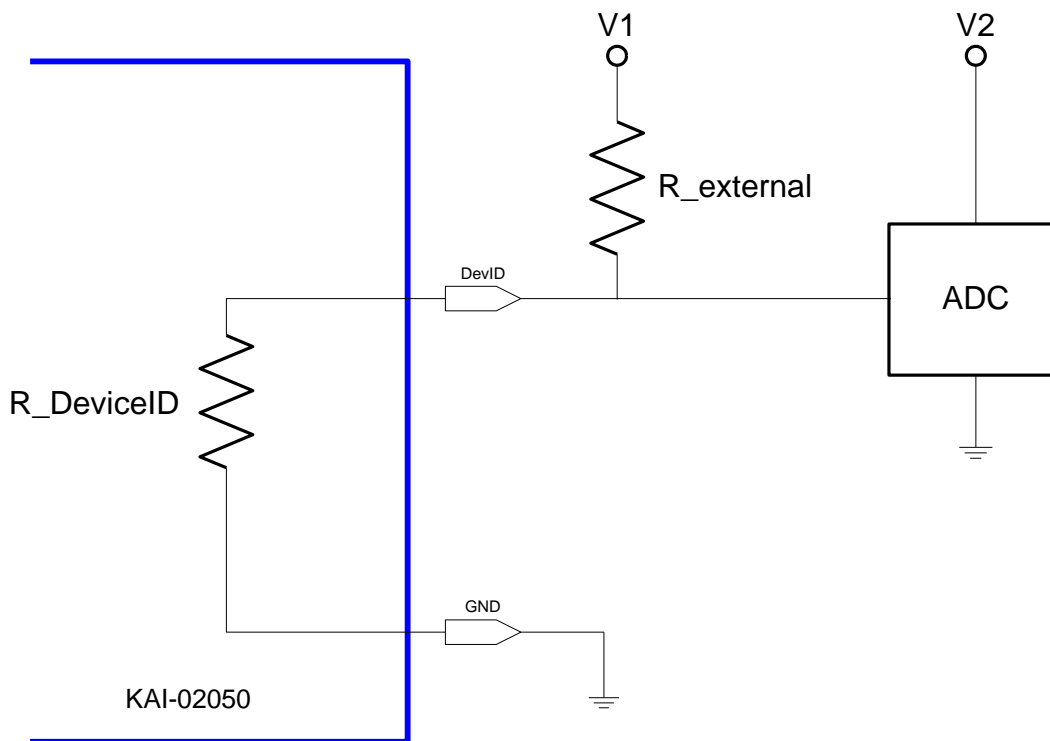 V1
V2
R_external
DevID
ADC
R_DeviceID
GND
KAI-02050